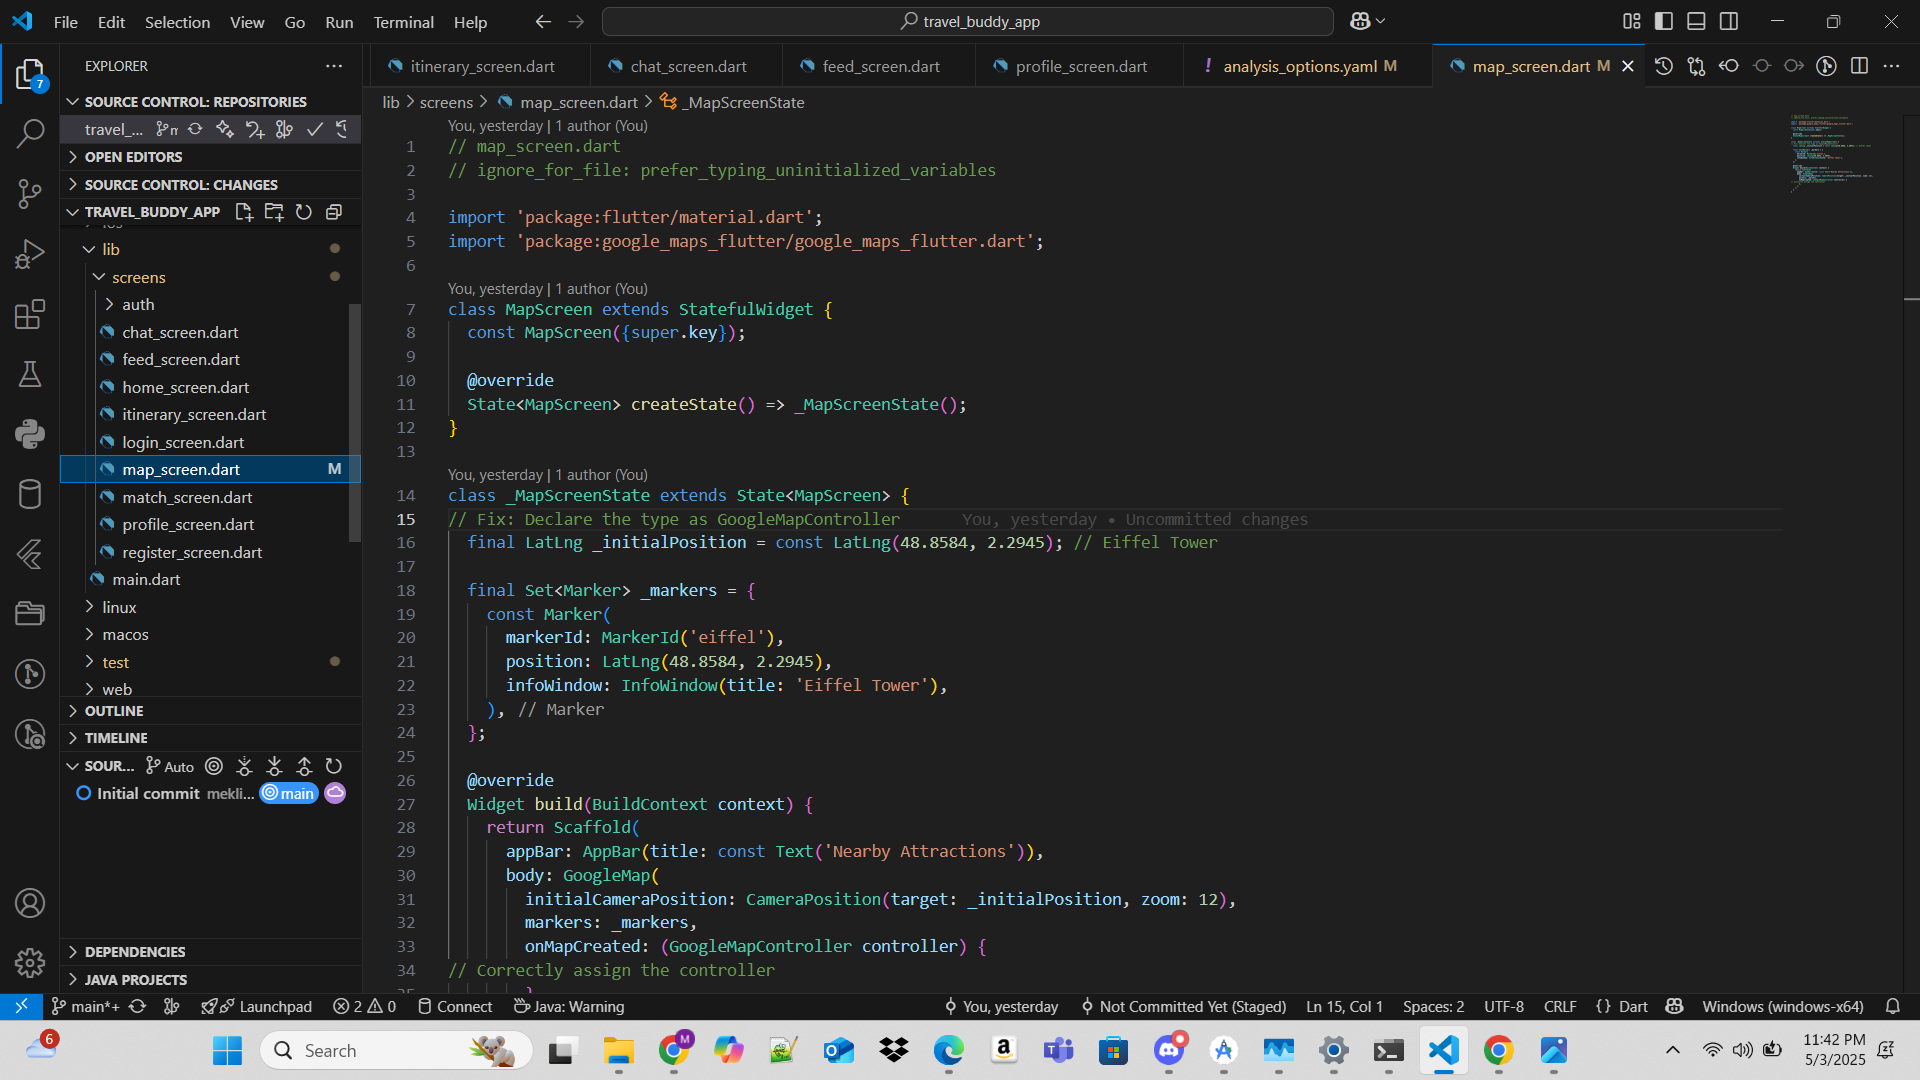 File Edit Selection View Go Run Terminal Help
travel_buddy_app
7
EXPLORER
SOURCE CONTROL: REPOSITORIES
travel_...
OPEN EDITORS
SOURCE CONTROL: CHANGES
TRAVEL_BUDDY_APP
lib
screens
auth
chat_screen.dart
feed_screen.dart
home_screen.dart
itinerary_screen.dart
login_screen.dart
map_screen.dart M
match_screen.dart
profile_screen.dart
register_screen.dart
main.dart
linux
macos
test
web
OUTLINE
TIMELINE
SOUR... Auto
Initial commit mekli... main
DEPENDENCIES
JAVA PROJECTS
itinerary_screen.dart chat_screen.dart feed_screen.dart profile_screen.dart ! analysis_options.yaml M map_screen.dart M
lib > screens > map_screen.dart > _MapScreenState
You, yesterday | 1 author (You)
1 // map_screen.dart
2 // ignore_for_file: prefer_typing_uninitialized_variables
3
4 import 'package:flutter/material.dart';
5 import 'package:google_maps_flutter/google_maps_flutter.dart';
6
You, yesterday | 1 author (You)
7 class MapScreen extends StatefulWidget {
8 const MapScreen({super.key});
9
10 @override
11 State<MapScreen> createState() => _MapScreenState();
12 }
13
You, yesterday | 1 author (You)
14 class _MapScreenState extends State<MapScreen> {
15 // Fix: Declare the type as GoogleMapController You, yesterday • Uncommitted changes
16 final LatLng _initialPosition = const LatLng(48.8584, 2.2945); // Eiffel Tower
17
18 final Set<Marker> _markers = {
19 const Marker(
20 markerId: MarkerId('eiffel'),
21 position: LatLng(48.8584, 2.2945),
22 infoWindow: InfoWindow(title: 'Eiffel Tower'),
23 ), // Marker
24 };
25
26 @override
27 Widget build(BuildContext context) {
28 return Scaffold(
29 appBar: AppBar(title: const Text('Nearby Attractions')),
30 body: GoogleMap(
31 initialCameraPosition: CameraPosition(target: _initialPosition, zoom: 12),
32 markers: _markers,
33 onMapCreated: (GoogleMapController controller) {
34 // Correctly assign the controller
main*+ Launchpad 2 0 Connect Java: Warning You, yesterday Not Committed Yet (Staged) Ln 15, Col 1 Spaces: 2 UTF-8 CRLF {} Dart Windows (windows-x64)
6
Search
M
a
11:42 PM
5/3/2025